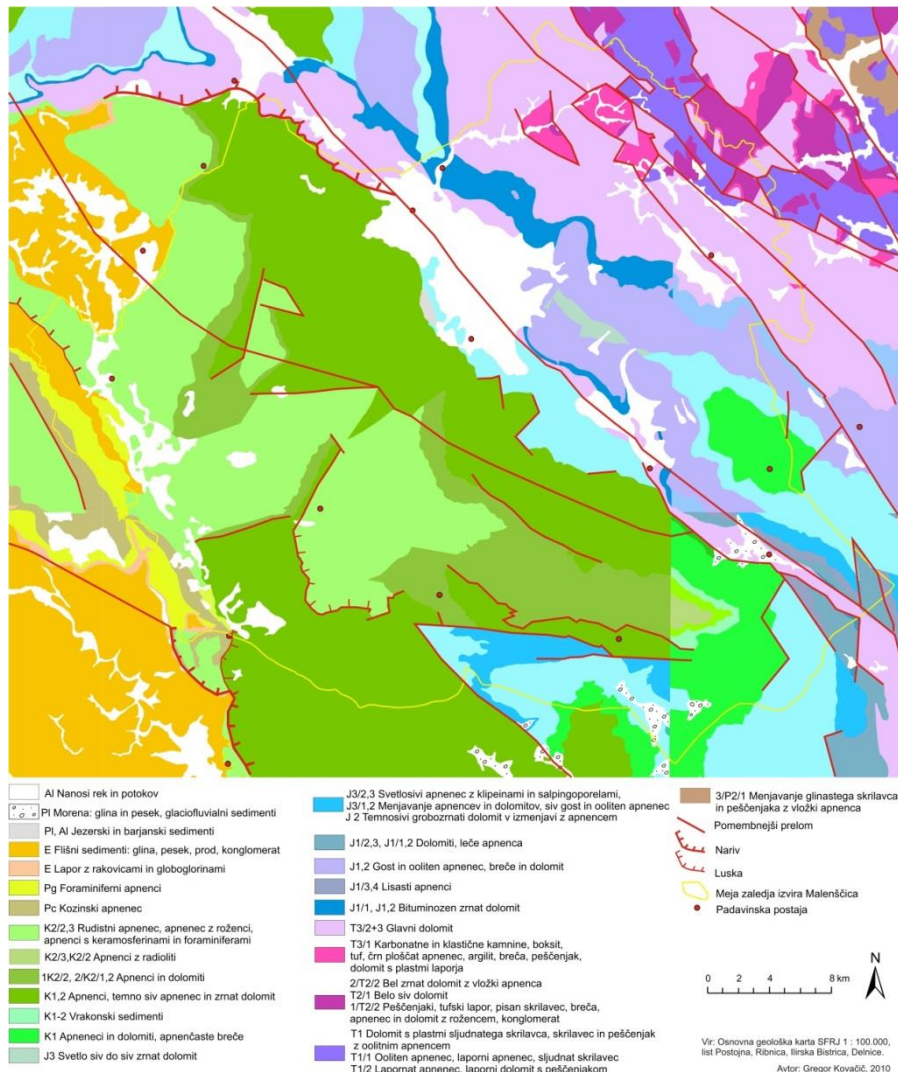 Al Nanosi rek in potokov
Pl Morena: glina in pesek, glaciofluvialni sedimenti
Pl, Al Jezerski in barjanski sedimenti
E Flišni sedimenti: glina, pesek, prod, konglomerat
E Lapor z rakovicami in globoglorinami
Pg Foraminiferni apnenci
Pc Kozinski apnenec
K2/2,3 Rudistni apnenec, apnenec z roženci,
apnenci s keramosferinami in foraminiferami
K2/3,K2/2 Apnenci z radioliti
1K2/2, 2/K2/1,2 Apnenci in dolomiti
K1,2 Apnenci, temno siv apnenec in zrnat dolomit
K1-2 Vrakonski sedimenti
K1 Apneneci in dolomiti, apnenčaste breče
J3 Svetlo siv do siv zrnat dolomit
J3/2,3 Svetlosivi apnenec z klipeinami in salpingoporelami,
J3/1,2 Menjavanje apnencev in dolomitov, siv gost in ooliten apnenec
J 2 Temnosivi grobozrnati dolomit v izmenjavi z apnencem
J1/2,3, J1/1,2 Dolomiti, leče apnenca
J1,2 Gost in ooliten apnenec, breče in dolomit
J1/3,4 Lisasti apnenci
J1/1, J1,2 Bituminozen zrnat dolomit
T3/2+3 Glavni dolomit
T3/1 Karbonatne in klastične kamnine, boksit,
tuf, črn ploščat apnenec, argilit, breča, peščenjak,
dolomit s plastmi laporja
2/T2/2 Bel zrnat dolomit z vložki apnenca
T2/1 Belo siv dolomit
1/T2/2 Peščenjaki, tufski lapor, pisan skrilavec, breča,
apnenec in dolomit z rožencem, konglomerat
T1 Dolomit s plastmi sljudnatega skrilavca, skrilavec in peščenjak
z oolitnim apnencem
T1/1 Ooliten apnenec, laporni apnenec, sljudnat skrilavec
T1/2 Lapornat apnenec, laporni dolomit s peščenjakom
3/P2/1 Menjavanje glinastega skrilavca
in peščenjaka z vložki apnenca
Pomembnejši prelom
Nariv
Luska
Meja zaledja izvira Malenščica
Padavinska postaja
N
0 2 4 8 km
Vir: Osnovna geološka karta SFRJ 1 : 100.000,
list Postojna, Ribnica, Ilirska Bistrica, Delnice.
Avtor: Gregor Kovačič, 2010